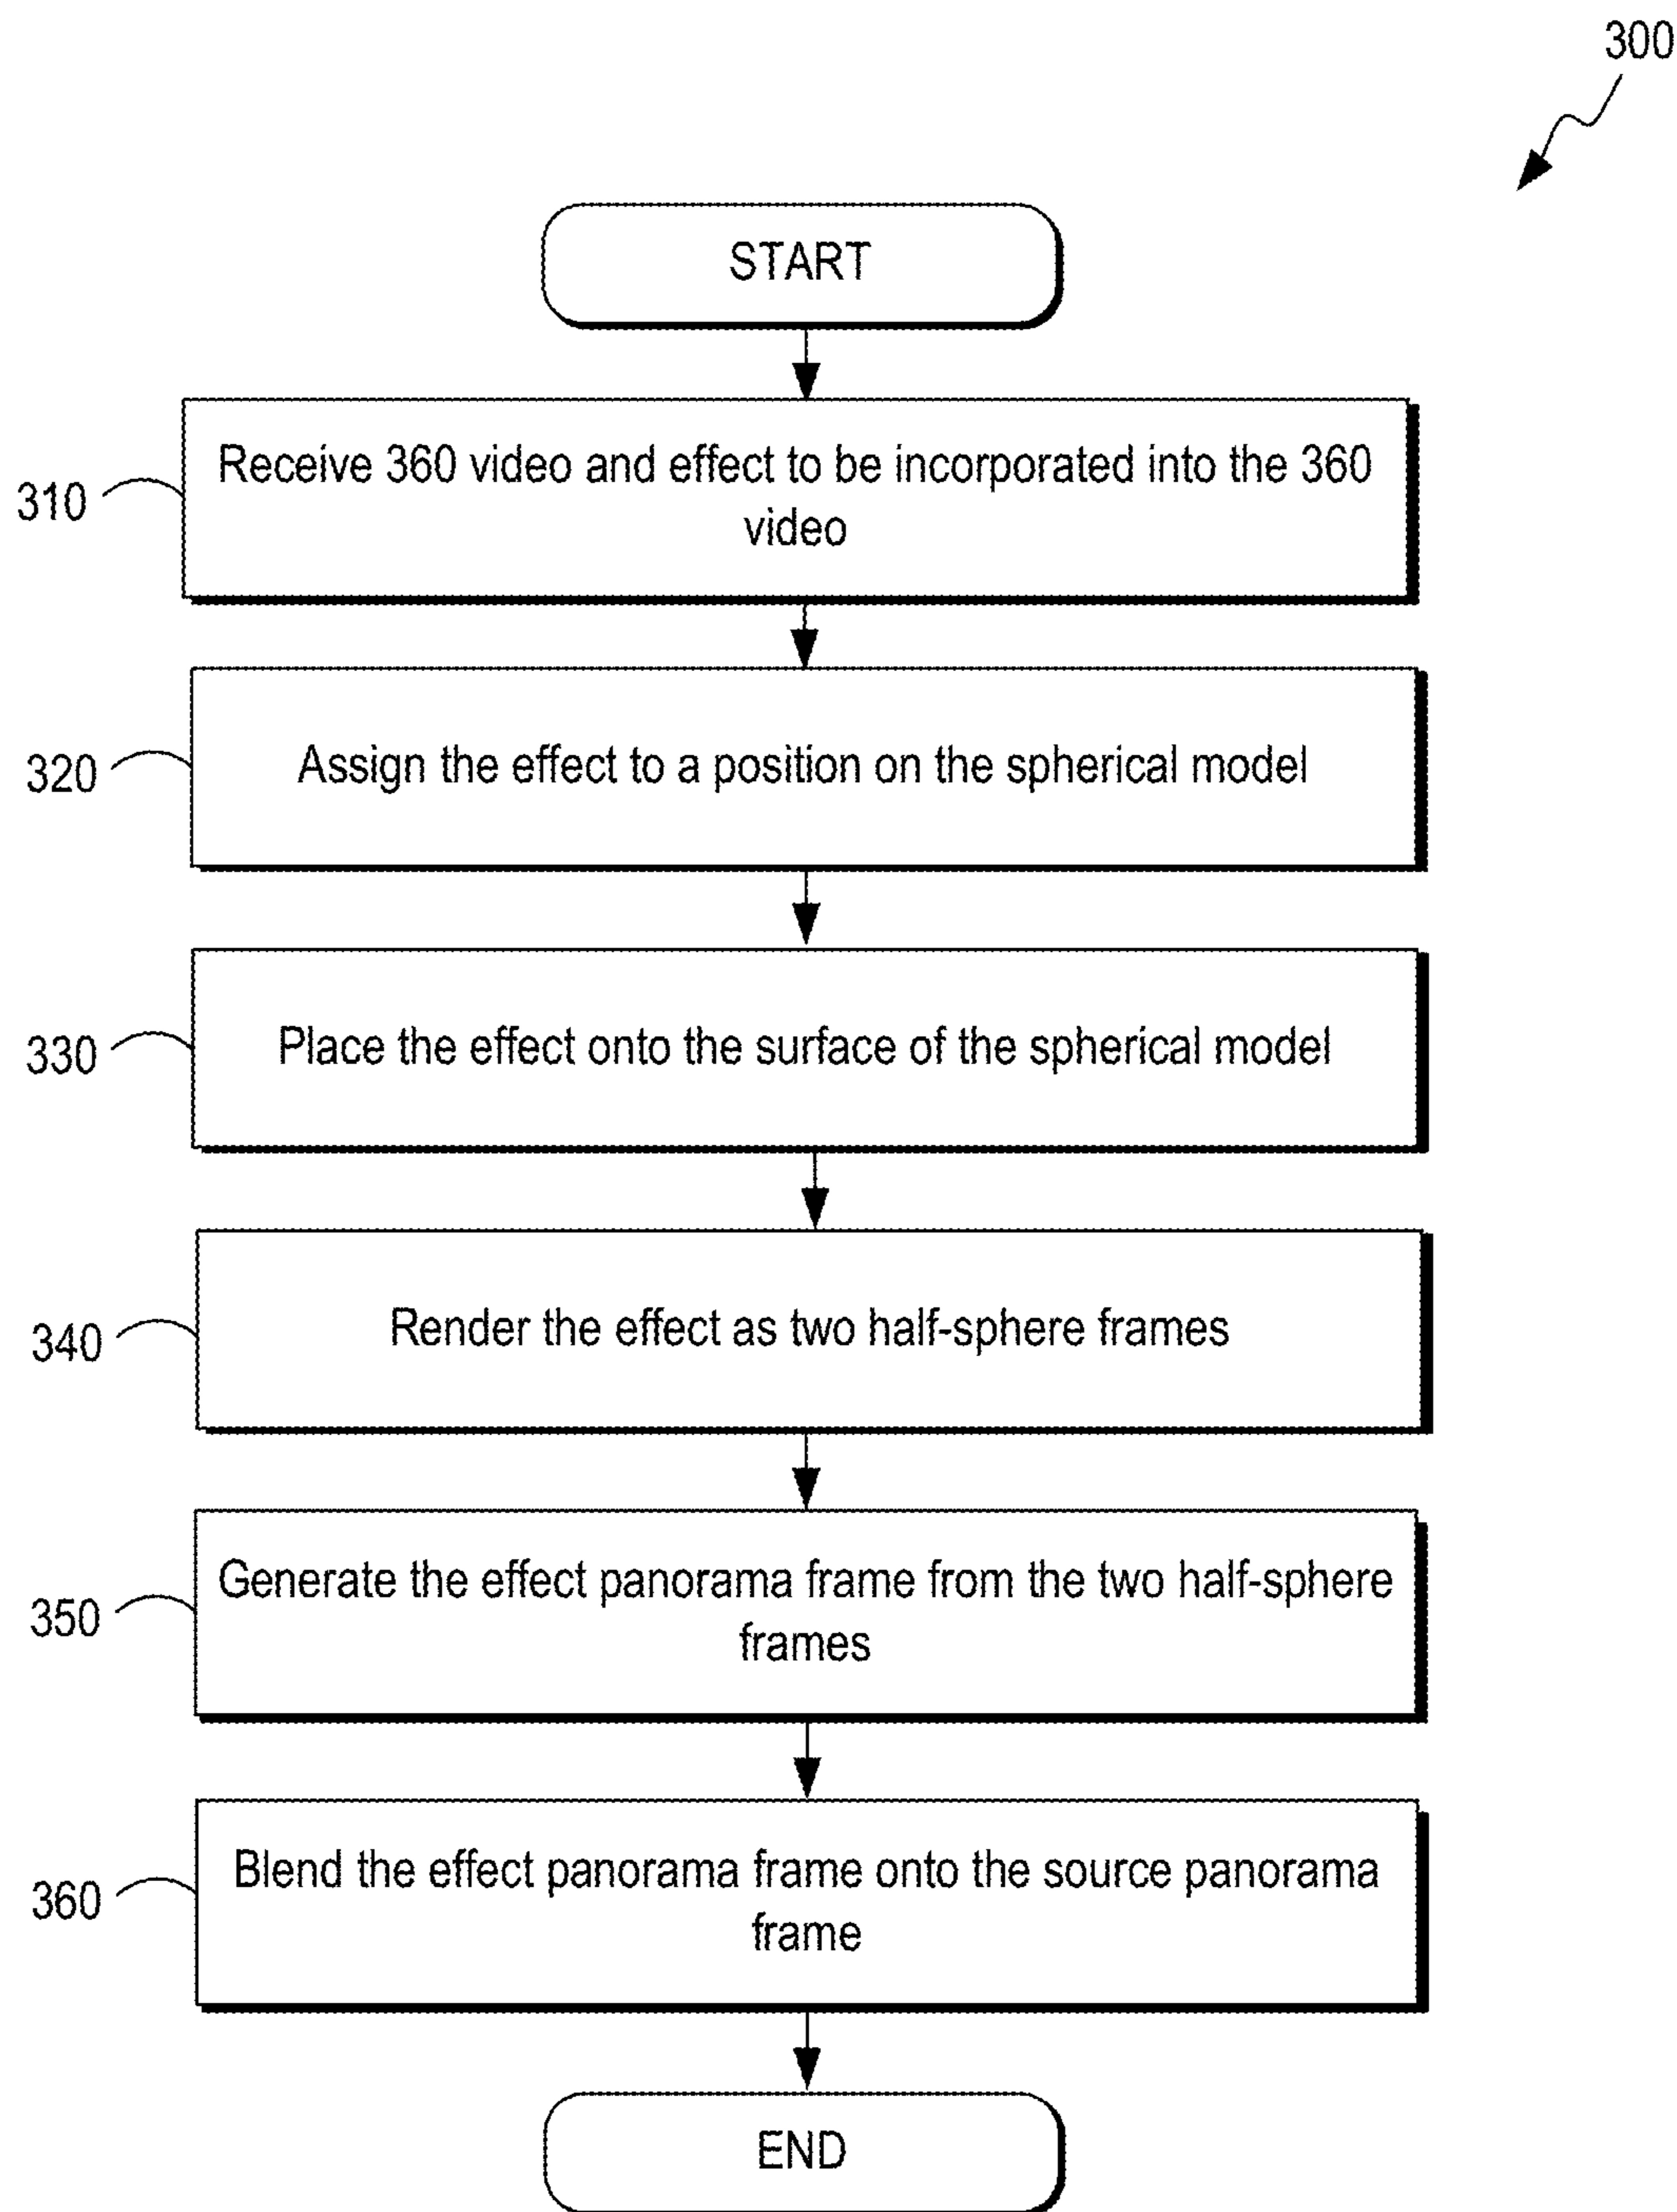 300
START
310
Receive 360 video and effect to be incorporated into the 360
video
320
Assign the effect to a position on the spherical model
330
Place the effect onto the surface of the spherical model
340
Render the effect as two half-sphere frames
350
Generate the effect panorama frame from the two half-sphere
frames
360
Blend the effect panorama frame onto the source panorama
frame
END